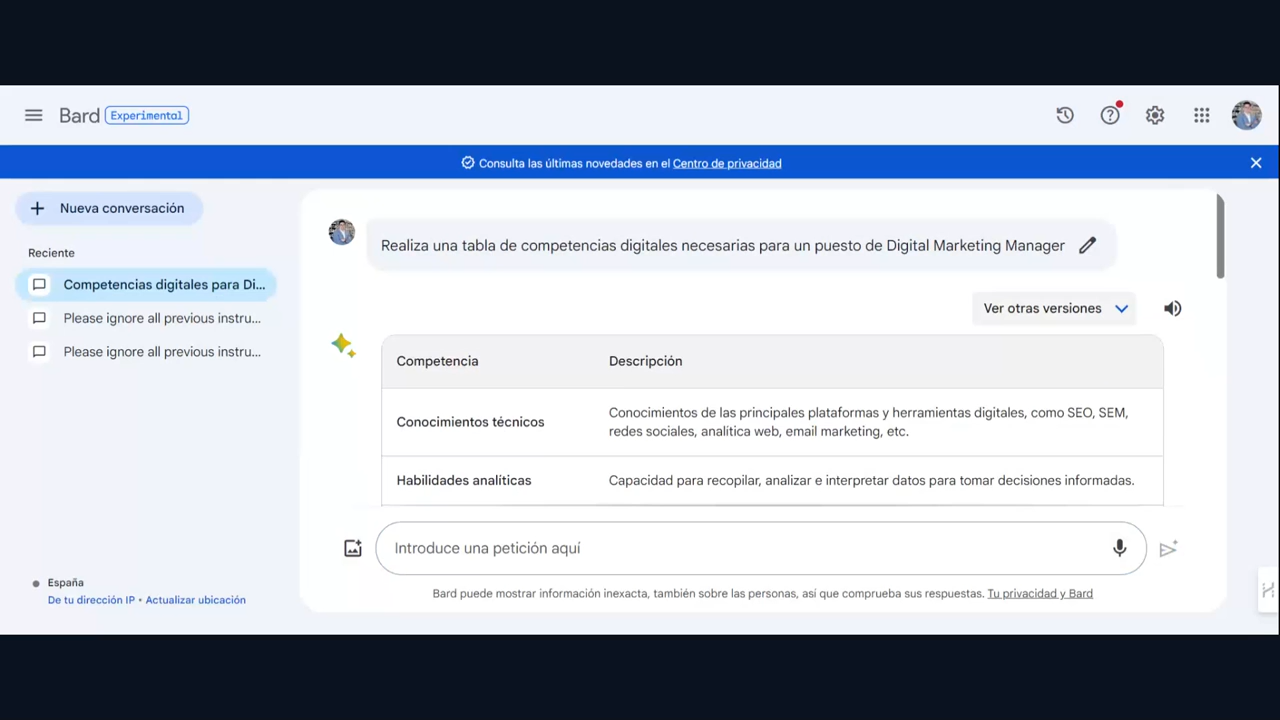 Bard Experimental
Consulta las últimas novedades en el Centro de privacidad
Nueva conversación
Reciente
Competencias digitales para Di...
Please ignore all previous instru...
Please ignore all previous instru...
España
De tu dirección IP • Actualizar ubicación
Realiza una tabla de competencias digitales necesarias para un puesto de Digital Marketing Manager
Ver otras versiones
Competencia Descripción
Conocimientos técnicos
Conocimientos de las principales plataformas y herramientas digitales, como SEO, SEM,
redes sociales, analítica web, email marketing, etc.
Habilidades analíticas
Capacidad para recopilar, analizar e interpretar datos para tomar decisiones informadas.
Introduce una petición aquí
Bard puede mostrar información inexacta, también sobre las personas, así que comprueba sus respuestas. Tu privacidad y Bard